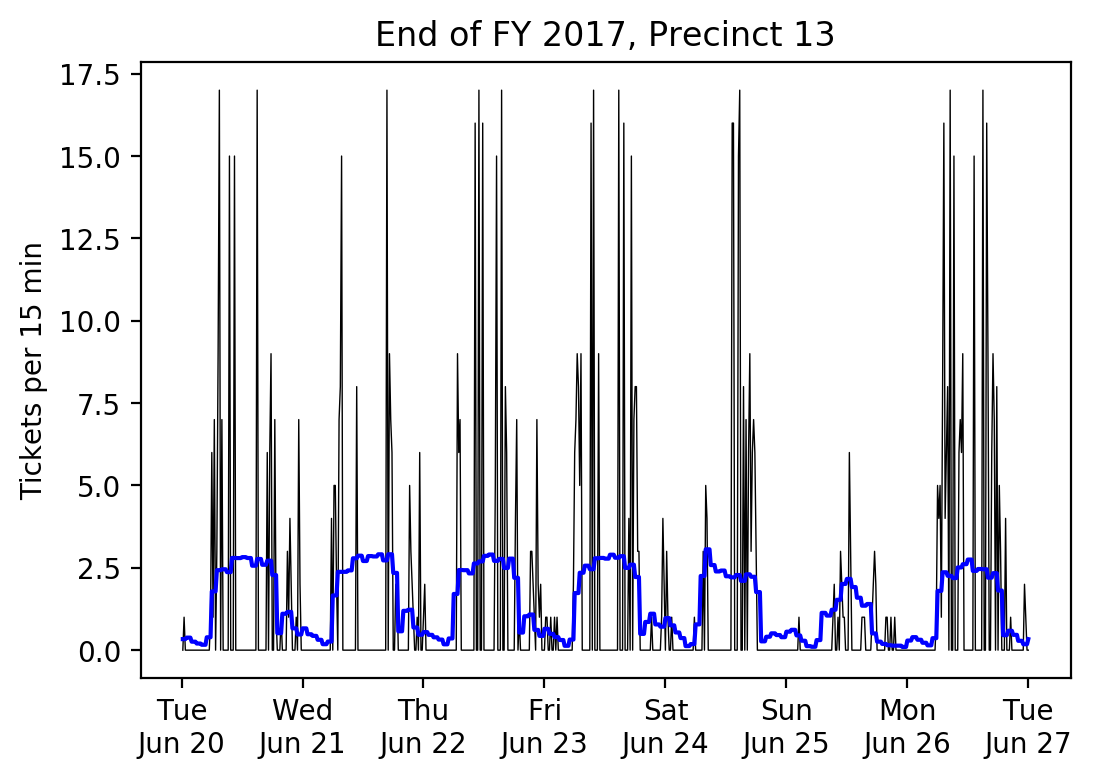 End of FY 2017, Precinct 13
Tickets per 15 min
17.5
15.0
12.5
10.0
7.5
5.0
2.5
0.0
Tue Wed Thu Fri Sat Sun Mon Tue
Jun 20 Jun 21 Jun 22 Jun 23 Jun 24 Jun 25 Jun 26 Jun 27